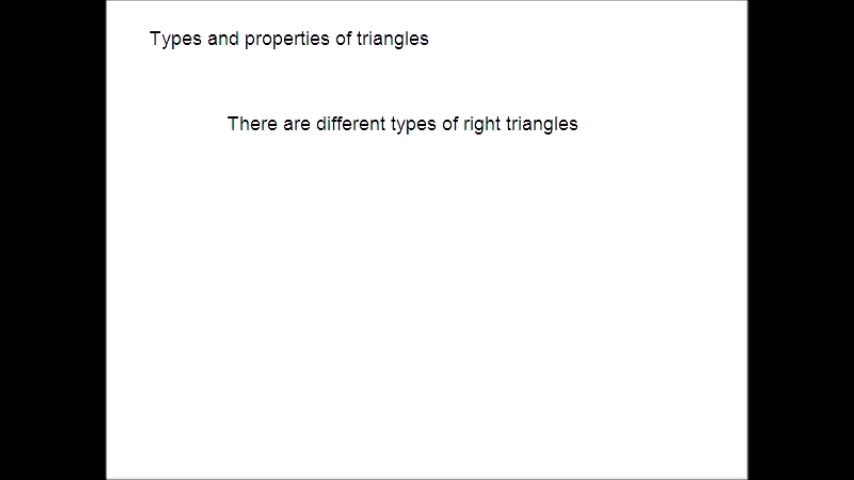 Types and properties of triangles
There are different types of right triangles